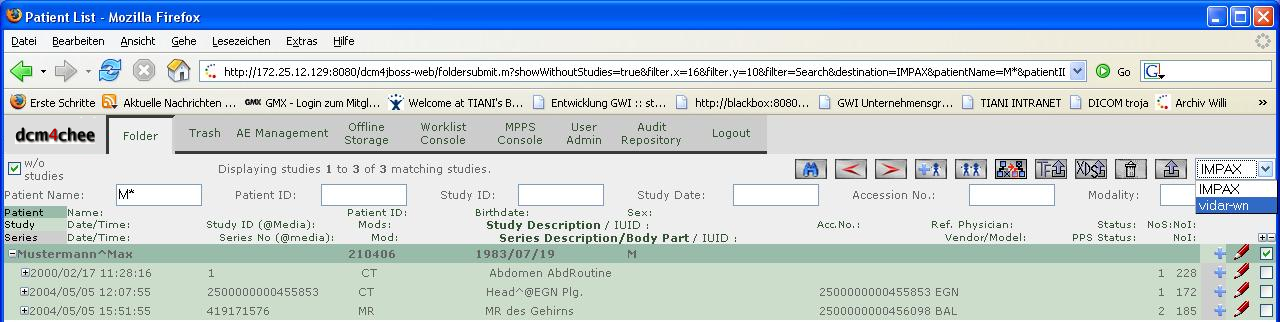 Patient List - Mozilla Firefox
Datei Bearbeiten Ansicht Gehe Lesezeichen Extras Hilfe
http://172.25.12.129:8080/dcm4jboss-web/foldersubmit.m?showWithoutStudies=true&filter.x=16&filter.y=10&filter=Search&destination=IMPAX&patientName=M*&patientID Go G
Erste Schritte Aktuelle Nachrichten ... GMX GMX - Login zum Mitgl... Welcome at TIANI's B... Entwicklung GWI :: st... http://blackbox:8080... GWI Unternehmensgr... TIANI INTRANET DICOM troja Archiv Willi »
dcm4chee Folder Trash AE Management Offline Storage Worklist Console MPPS Console User Admin Audit Repository Logout
w/o studies Displaying studies 1 to 3 of 3 matching studies. TF XDS IMPAX
IMPAX
vidar-wn
Patient Name: M* Patient ID: Study ID: Study Date: Accession No.: Modality:
Patient Name: Patient ID: Birthdate: Sex:
Study Date/Time: Study ID (@Media): Mods: Study Description / IUID : Acc.No.: Ref. Physician: Status: NoS: NoI:
Series Date/Time: Series No (@media): Mod: Series Description/Body Part / IUID : Vendor/Model: PPS Status: NoI:
Mustermann^Max 210406 1983/07/19 M
2000/02/17 11:28:16 1 CT Abdomen AbdRoutine 1 228
2004/05/05 12:07:55 2500000000455853 CT Head^@EGN Plg. 2500000000455853 EGN 1 172
2004/05/05 15:51:55 419171576 MR MR des Gehirns 2500000000456098 BAL 2 185